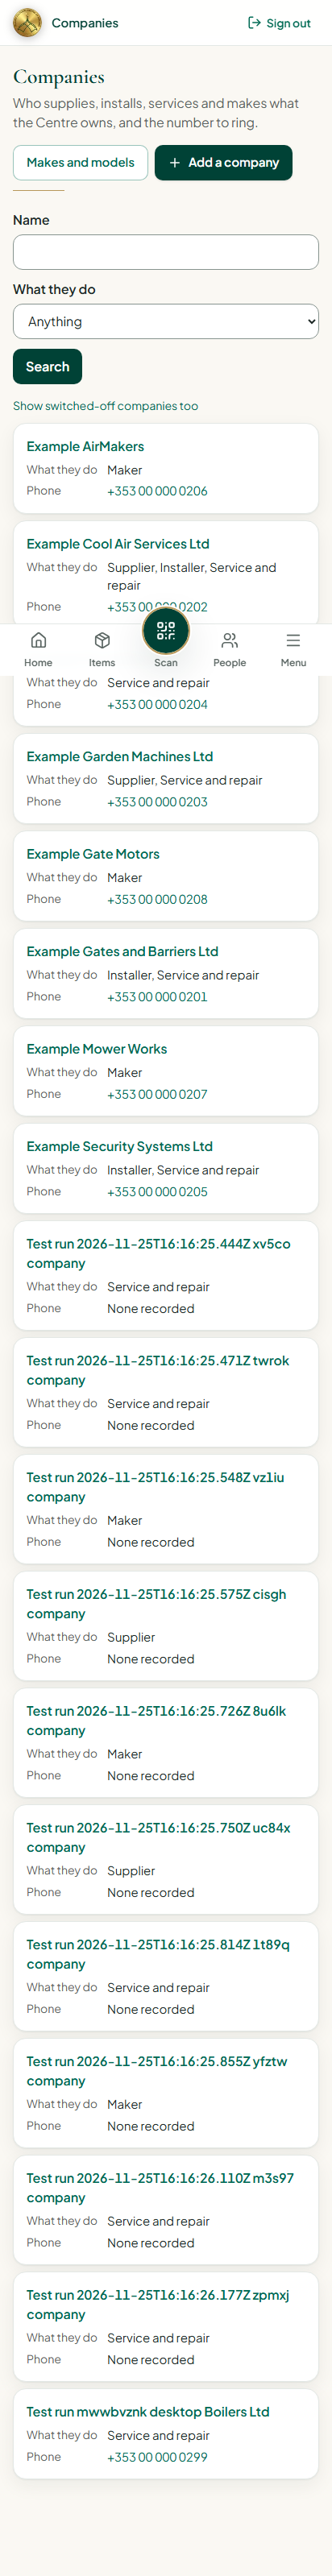 Companies
Sign out
Companies
Who supplies, installs, services and makes what
the Centre owns, and the number to ring.
Makes and models
+ Add a company
Name
What they do
Anything
Search
Show switched-off companies too
Example AirMakers
What they do Maker
Phone +353 00 000 0206
Example Cool Air Services Ltd
What they do Supplier, Installer, Service and
repair
Phone +353 00 000 0202
Home
Items
Scan
People
Menu
What they do Service and repair
Phone +353 00 000 0204
Example Garden Machines Ltd
What they do Supplier, Service and repair
Phone +353 00 000 0203
Example Gate Motors
What they do Maker
Phone +353 00 000 0208
Example Gates and Barriers Ltd
What they do Installer, Service and repair
Phone +353 00 000 0201
Example Mower Works
What they do Maker
Phone +353 00 000 0207
Example Security Systems Ltd
What they do Installer, Service and repair
Phone +353 00 000 0205
Test run 2026-11-25T16:16:25.444Z xv5co
company
What they do Service and repair
Phone None recorded
Test run 2026-11-25T16:16:25.471Z twrok
company
What they do Service and repair
Phone None recorded
Test run 2026-11-25T16:16:25.548Z vz1iu
company
What they do Maker
Phone None recorded
Test run 2026-11-25T16:16:25.575Z cisgh
company
What they do Supplier
Phone None recorded
Test run 2026-11-25T16:16:25.726Z 8u6lk
company
What they do Maker
Phone None recorded
Test run 2026-11-25T16:16:25.750Z uc84x
company
What they do Supplier
Phone None recorded
Test run 2026-11-25T16:16:25.814Z 1t89q
company
What they do Service and repair
Phone None recorded
Test run 2026-11-25T16:16:25.855Z yfztw
company
What they do Maker
Phone None recorded
Test run 2026-11-25T16:16:26.110Z m3s97
company
What they do Service and repair
Phone None recorded
Test run 2026-11-25T16:16:26.177Z zpmxj
company
What they do Service and repair
Phone None recorded
Test run mwwbvznk desktop Boilers Ltd
What they do Service and repair
Phone +353 00 000 0299